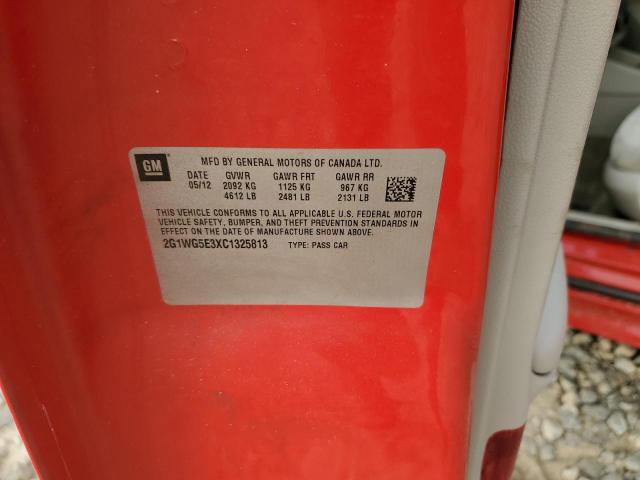 GM
MFD BY GENERAL MOTORS OF CANADA LTD.
DATE GVWR GAWR FRT GAWR RR
05/12 2092 KG 1125 KG 967 KG
4612 LB 2481 LB 2131 LB
THIS VEHICLE CONFORMS TO ALL APPLICABLE U.S. FEDERAL MOTOR
VEHICLE SAFETY, BUMPER, AND THEFT PREVENTION STANDARDS IN
EFFECT ON THE DATE OF MANUFACTURE SHOWN ABOVE.
2G1WG5E3XC1325813 TYPE: PASS CAR